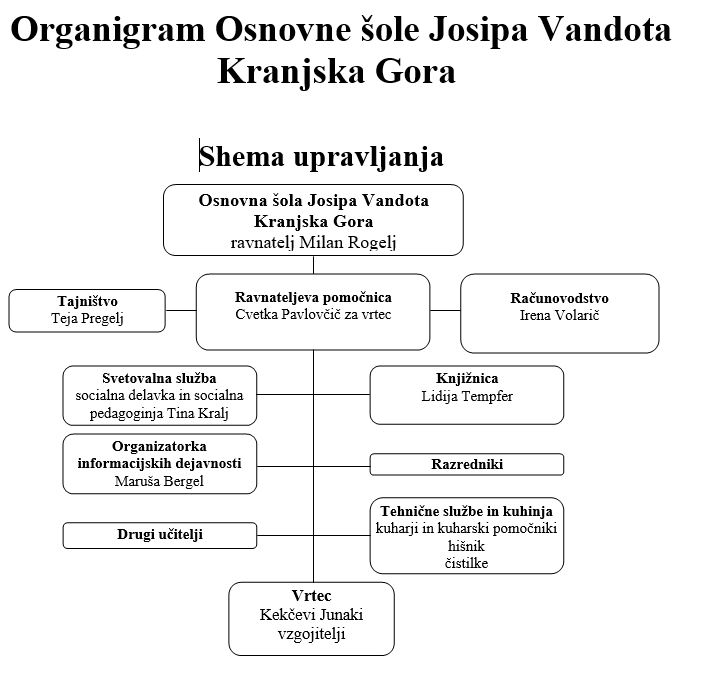 Organigram Osnovne šole Josipa Vandota
Kranjska Gora
Shema upravljanja
Osnovna šola Josipa Vandota
Kranjska Gora
ravnatelj Milan Rogelj
Tajništvo
Teja Pregelj
Ravnateljeva pomočnica
Cvetka Pavlovčič za vrtec
Računovodstvo
Irena Volarič
Svetovalna služba
socialna delavka in socialna
pedagoginja Tina Kralj
Knjižnica
Lidija Tempfer
Organizatorka
informacijskih dejavnosti
Maruša Bergel
Razredniki
Drugi učitelji
Tehnične službe in kuhinja
kuharji in kuharski pomočniki
hišnik
čistilke
Vrtec
Kekčevi Junaki
vzgojitelji